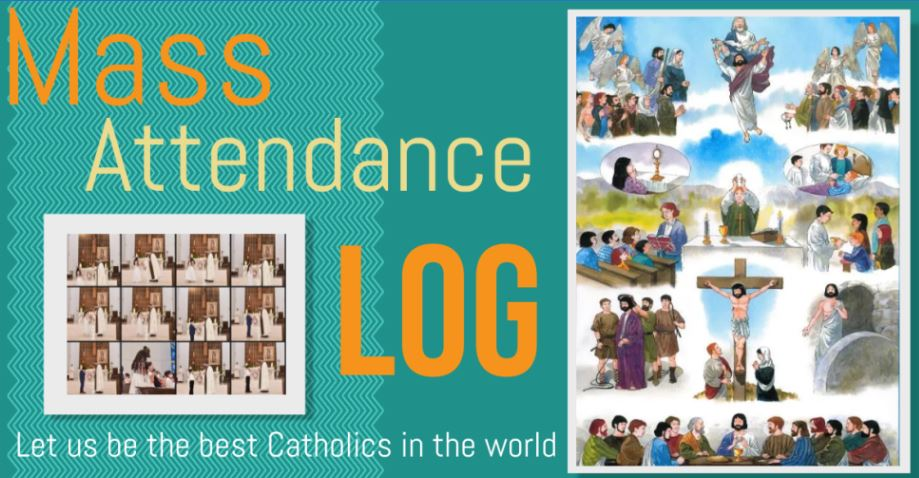 Mass
Attendance
LOG
Let us be the best Catholics in the world